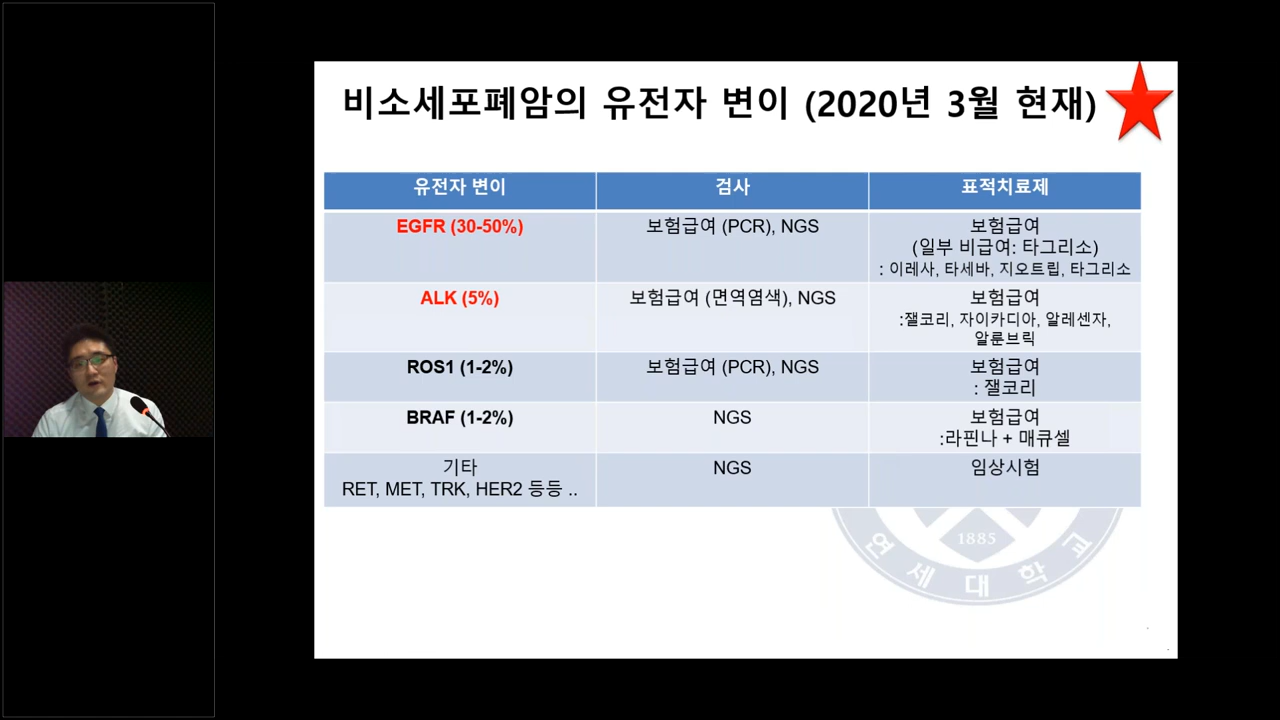 비소세포폐암의 유전자 변이 (2020년 3월 현재)
유전자 변이
검사
표적치료제
EGFR (30-50%)
보험급여 (PCR), NGS
보험급여
(일부 비급여: 타그리소)
: 이레사, 타세바, 지오트립, 타그리소
ALK (5%)
보험급여 (면역염색), NGS
보험급여
:잴코리, 자이카디아, 알레센자,
알룬브릭
ROS1 (1-2%)
보험급여 (PCR), NGS
보험급여
: 잴코리
BRAF (1-2%)
NGS
보험급여
:라핀나 + 매큐셀
기타
RET, MET, TRK, HER2 등등 ..
NGS
임상시험
1885
연세대학교